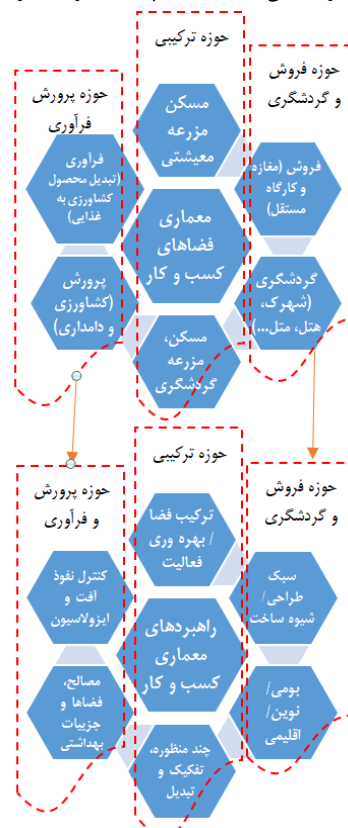 حوزه فروش
و گردشگری
حوزه ترکیبی
حوزه پرورش
فرآوری
مسکن
مزرعه
معیشتی
فروش (مغازه
و کارگاه
مستقل)
فرآوری
(تبدیل محصول
کشاورزی به
غذایی)
معماری
فضاهای
کسب و کار
گردشگری
(شهرک،
هتل، متل...)
پرورش
(کشاورزی
و دامداری)
مسکن،
مزرعه
گردشگری
حوزه فروش
و گردشگری
حوزه ترکیبی
حوزه پرورش
و فرآوری
ترکیب فضا
/ بهره وری
فعالیت
سبک
طراحی/
شیوه ساخت
کنترل نفوذ
آفت و
ایزولاسیون
راهبردهای
معماری
کسب و کار
بومی/
نوین/
اقلیمی
مصالح،
فضاها و
جزییات
بهداشتی
چند منظوره،
تفکیک و
تبدیل